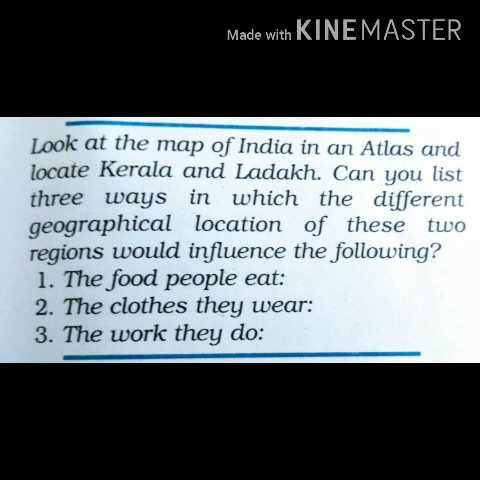 Made with KINEMASTER
Look at the map of India in an Atlas and
locate Kerala and Ladakh. Can you list
three ways in which the different
geographical location of these two
regions would influence the following?
1. The food people eat:
2. The clothes they wear:
3. The work they do: